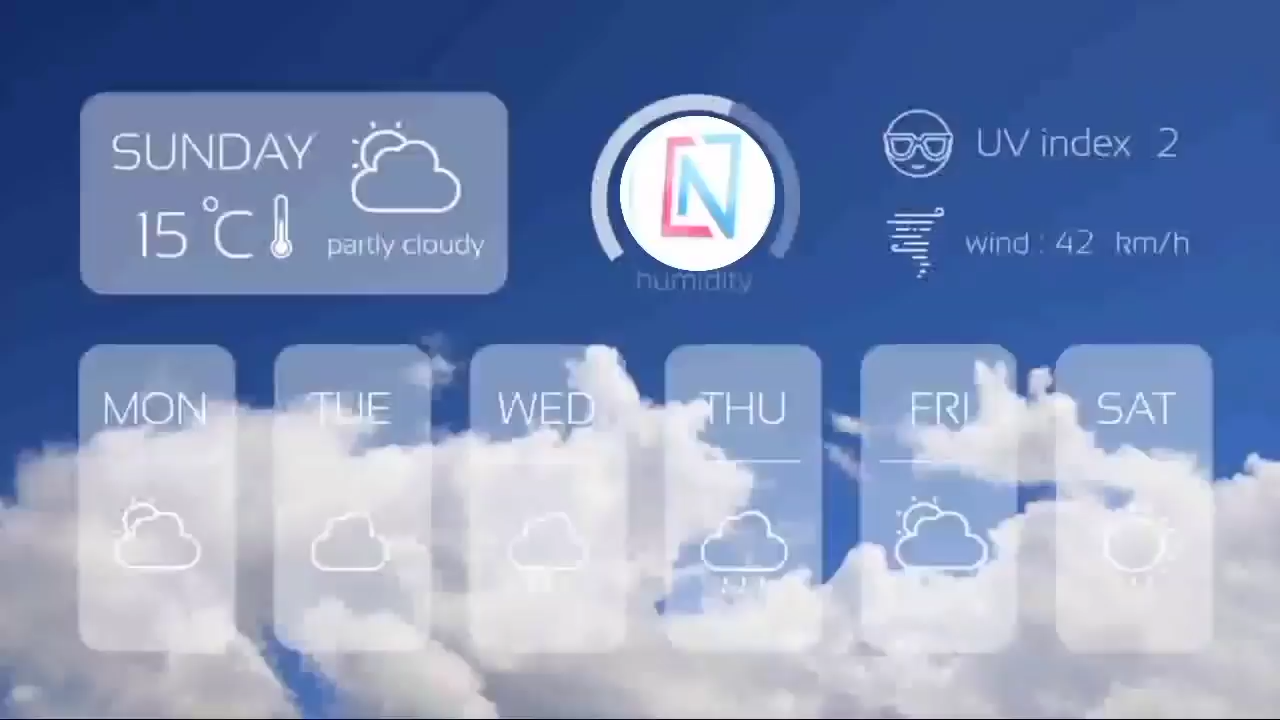 SUNDAY
15 °C
partly cloudy
N
humidity
UV index 2
wind : 42 km/h
MON
TUE
WED
THU
FRI
SAT